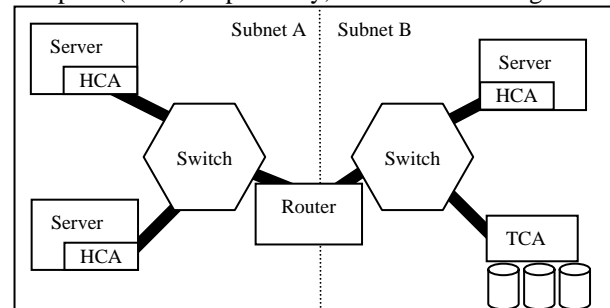 Subnet A
Subnet B
Server
HCA
Server
HCA
Switch
Switch
Router
Server
HCA
TCA